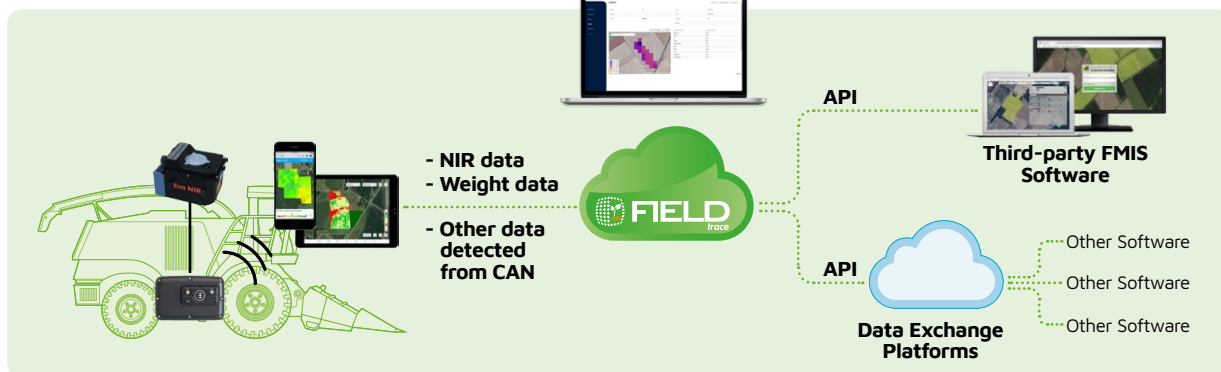 Evo NIR
- NIR data
- Weight data
- Other data
detected
from CAN
FIELD
trace
API
Third-party FMIS
Software
API
Data Exchange
Platforms
Other Software
Other Software
Other Software